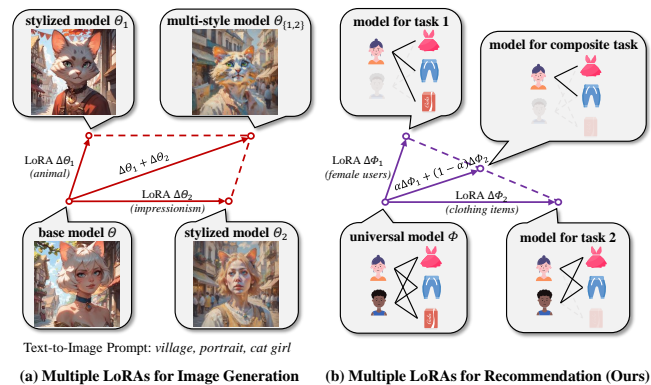 stylized model Θ1
multi-style model Θ{1,2}
LoRA Δθ1
(animal)
Δθ1 + Δθ2
LoRA Δθ2
(impressionism)
base model Θ
stylized model Θ2
Text-to-Image Prompt: village, portrait, cat girl
(a) Multiple LoRAs for Image Generation
model for task 1
model for composite task
LoRA ΔΦ1
(female users)
αΔΦ1 + (1 − α)ΔΦ2
LoRA ΔΦ2
(clothing items)
universal model Φ
model for task 2
(b) Multiple LoRAs for Recommendation (Ours)